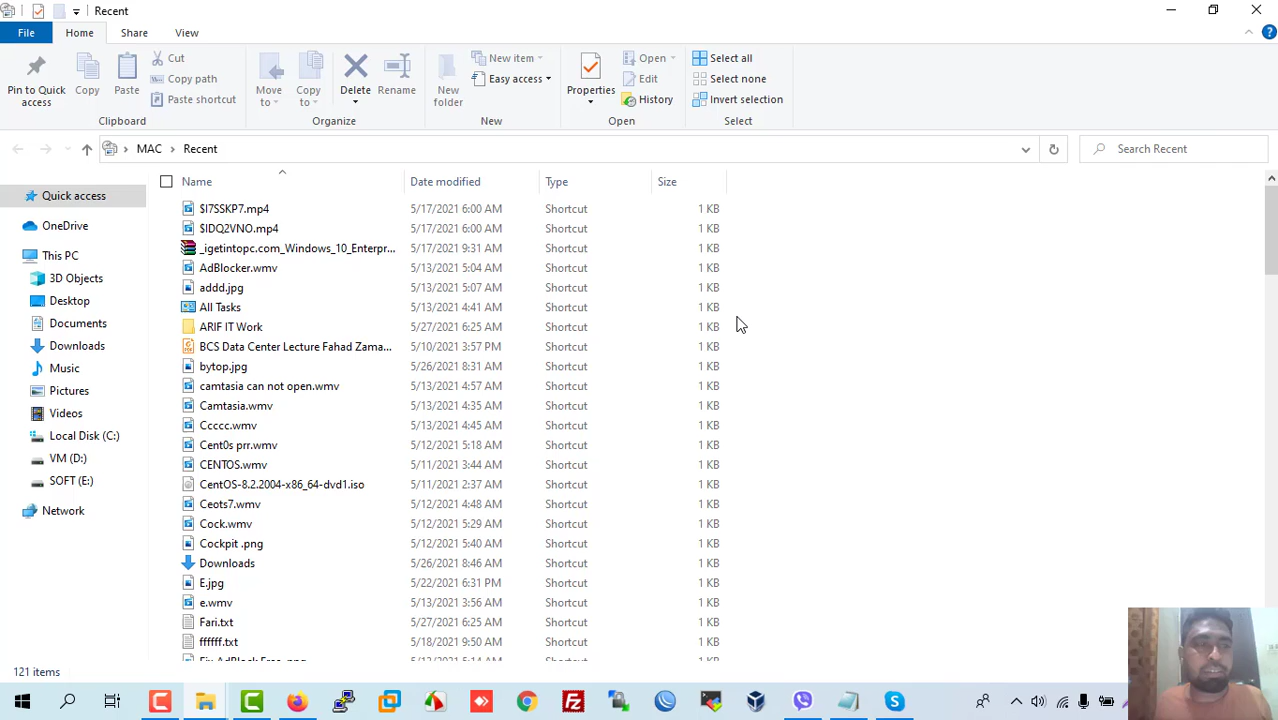 Recent
File Home Share View
Pin to Quick access
Copy
Paste
Cut
Copy path
Paste shortcut
Clipboard
Move to
Copy to
Delete
Rename
Organize
New folder
New item
Easy access
New
Properties
Open
Edit
History
Open
Select all
Select none
Invert selection
Select
MAC Recent
Search Recent
Name Date modified Type Size
Quick access
OneDrive
This PC
3D Objects
Desktop
Documents
Downloads
Music
Pictures
Videos
Local Disk (C:)
VM (D:)
SOFT (E:)
Network
$I7SSKP7.mp4 5/17/2021 6:00 AM Shortcut 1 KB
$IDQ2VNO.mp4 5/17/2021 6:00 AM Shortcut 1 KB
_igetintopc.com_Windows_10_Enterpr... 5/17/2021 9:31 AM Shortcut 1 KB
AdBlocker.wmv 5/13/2021 5:04 AM Shortcut 1 KB
addd.jpg 5/13/2021 5:07 AM Shortcut 1 KB
All Tasks 5/13/2021 4:41 AM Shortcut 1 KB
ARIF IT Work 5/27/2021 6:25 AM Shortcut 1 KB
BCS Data Center Lecture Fahad Zama... 5/10/2021 3:57 PM Shortcut 1 KB
bytop.jpg 5/26/2021 8:31 AM Shortcut 1 KB
camtasia can not open.wmv 5/13/2021 4:57 AM Shortcut 1 KB
Camtasia.wmv 5/13/2021 4:35 AM Shortcut 1 KB
Ccccc.wmv 5/13/2021 4:45 AM Shortcut 1 KB
Cent0s prr.wmv 5/12/2021 5:18 AM Shortcut 1 KB
CENTOS.wmv 5/11/2021 3:44 AM Shortcut 1 KB
CentOS-8.2.2004-x86_64-dvd1.iso 5/11/2021 2:37 AM Shortcut 1 KB
Ceots7.wmv 5/12/2021 4:48 AM Shortcut 1 KB
Cock.wmv 5/12/2021 5:29 AM Shortcut 1 KB
Cockpit .png 5/12/2021 5:40 AM Shortcut 1 KB
Downloads 5/26/2021 8:46 AM Shortcut 1 KB
E.jpg 5/22/2021 6:31 PM Shortcut 1 KB
e.wmv 5/13/2021 3:56 AM Shortcut 1 KB
Fari.txt 5/27/2021 6:25 AM Shortcut 1 KB
ffffff.txt 5/18/2021 9:50 AM Shortcut 1 KB
121 items